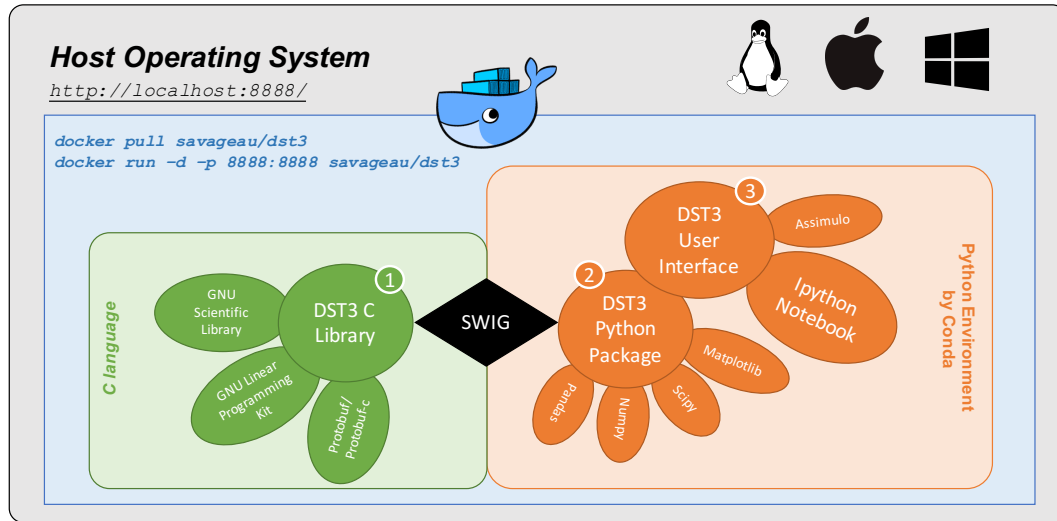 Host Operating System
http://localhost:8888/
docker pull savageau/dst3
docker run –d –p 8888:8888 savageau/dst3
C language
1
DST3 C
Library
GNU
Scientific
Library
GNU Linear
Programming
Kit
Protobuf/
Protobuf-c
SWIG
2
DST3
Python
Package
Pandas
Numpy
Scipy
Matplotlib
3
DST3
User
Interface
Assimulo
Ipython
Notebook
Python Environment
by Conda